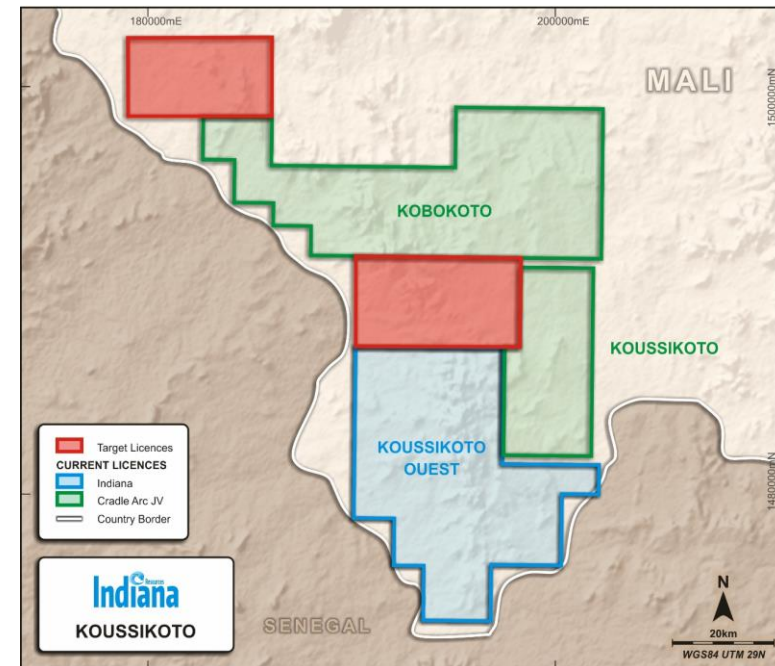 180000mE
200000mE
MALI
1500000mN
KOBOKOTO
KOUSSIKOTO
KOUSSIKOTO
OUEST
Target Licences
CURRENT LICENCES
Indiana
Cradle Arc JV
Country Border
1480000mN
Indiana
Resources
KOUSSIKOTO
SENEGAL
N
20km
WGS84 UTM 29N